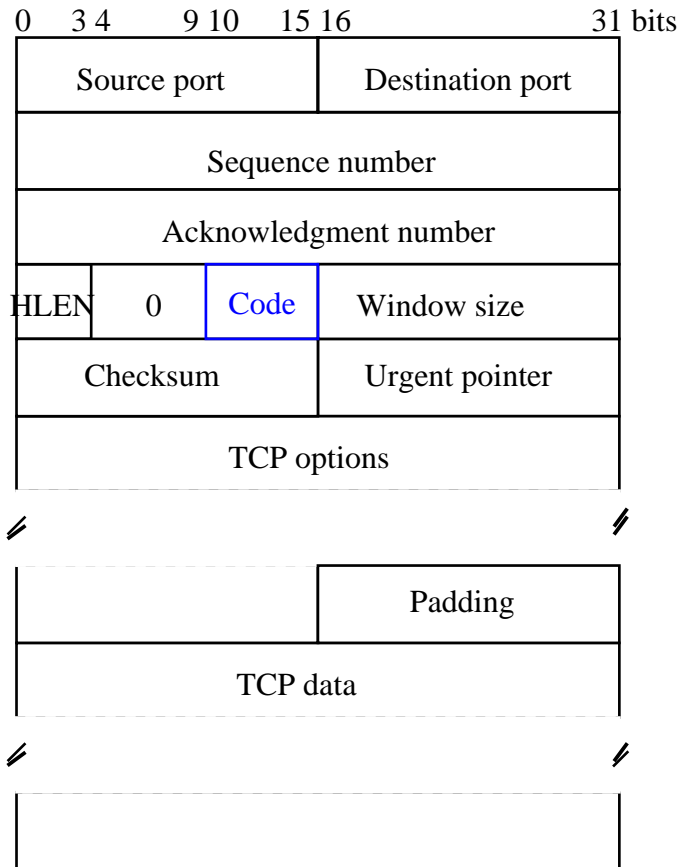 0 3 4 9 10 15 16 31 bits
Source port Destination port
Sequence number
Acknowledgment number
HLEN 0 Code Window size
Checksum Urgent pointer
TCP options
Padding
TCP data